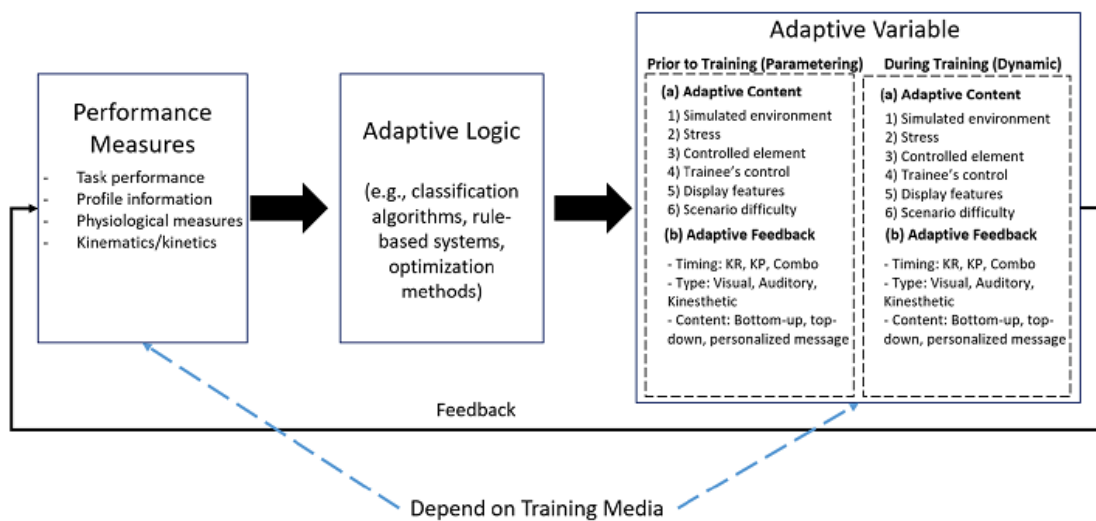 Performance
Measures
- Task performance
- Profile information
- Physiological measures
- Kinematics/kinetics
Adaptive Logic
(e.g., classification
algorithms, rule-
based systems,
optimization
methods)
Adaptive Variable
Prior to Training (Parametering)
(a) Adaptive Content
1) Simulated environment
2) Stress
3) Controlled element
4) Trainee's control
5) Display features
6) Scenario difficulty
(b) Adaptive Feedback
- Timing: KR, KP, Combo
- Type: Visual, Auditory,
Kinesthetic
- Content: Bottom-up, top-
down, personalized message
During Training (Dynamic)
(a) Adaptive Content
1) Simulated environment
2) Stress
3) Controlled element
4) Trainee's control
5) Display features
6) Scenario difficulty
(b) Adaptive Feedback
- Timing: KR, KP, Combo
- Type: Visual, Auditory,
Kinesthetic
- Content: Bottom-up, top-
down, personalized message
Feedback
Depend on Training Media